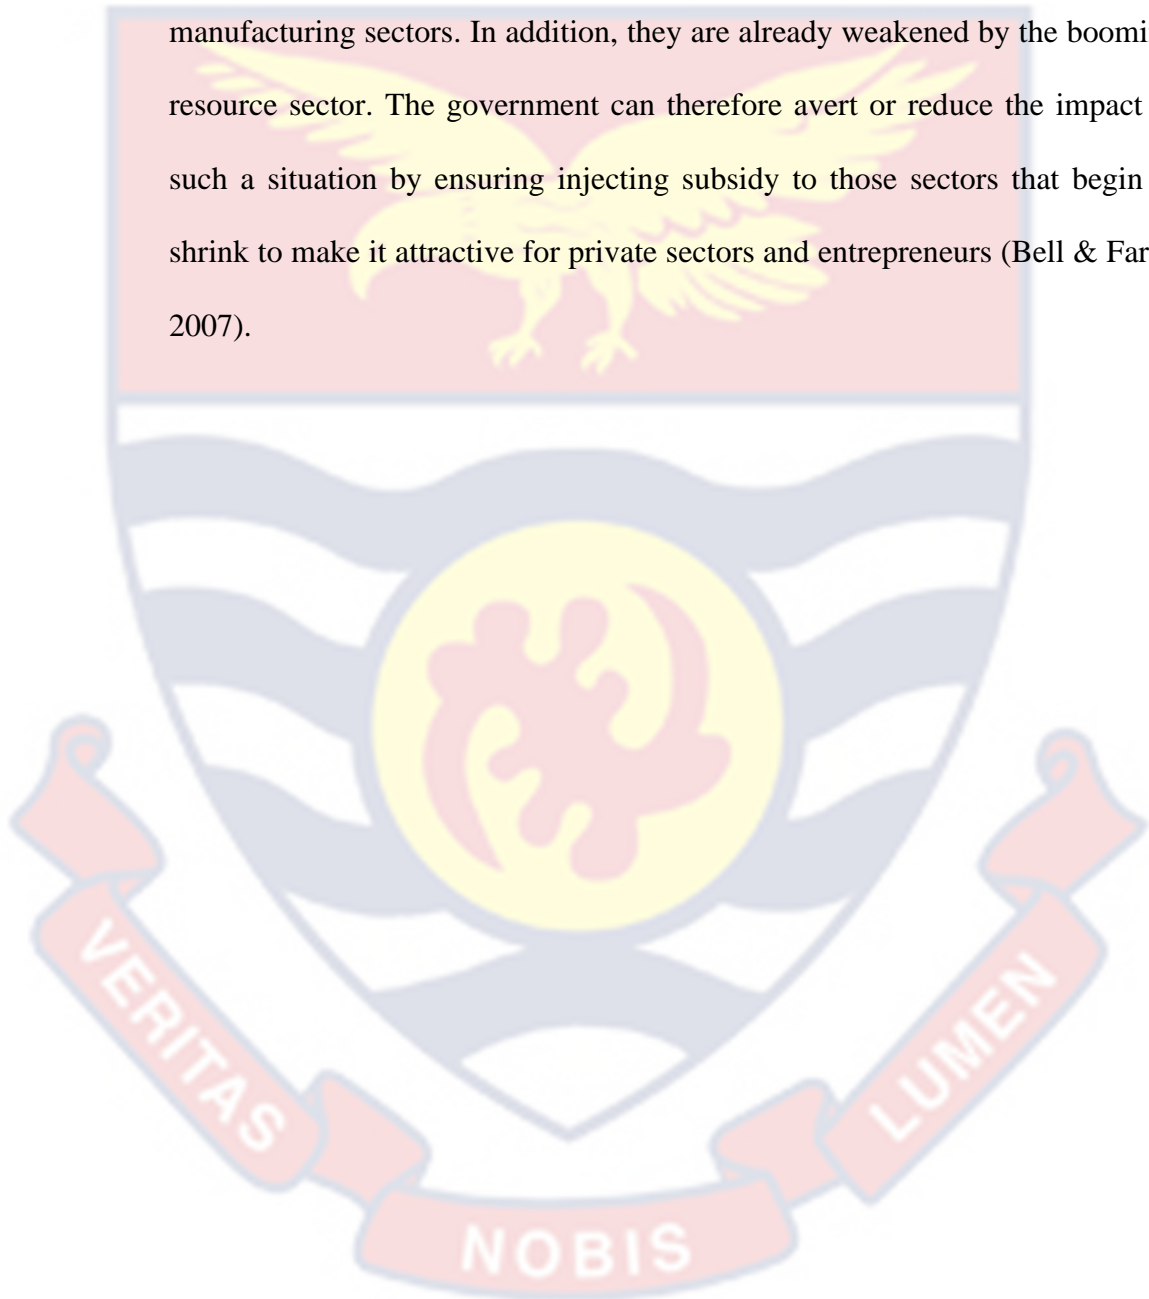 manufacturing sectors. In addition, they are already weakened by the boomi
resource sector. The government can therefore avert or reduce the impact
such a situation by ensuring injecting subsidy to those sectors that begin
shrink to make it attractive for private sectors and entrepreneurs (Bell & Far
2007).
VERITAS
NOBIS
LUMEN